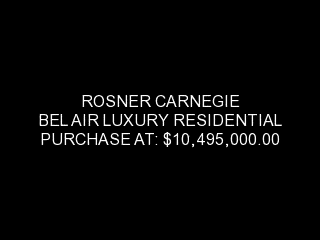 ROSNER CARNEGIE
BEL AIR LUXURY RESIDENTIAL
PURCHASE AT: $10,495,000.00